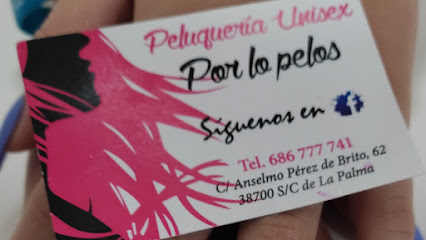 Peluquería Unisex
Por lo pelos
Síguenos en
Tel. 686 777 741
C/ Anselmo Pérez de Brito, 62
38700 S/C de La Palma